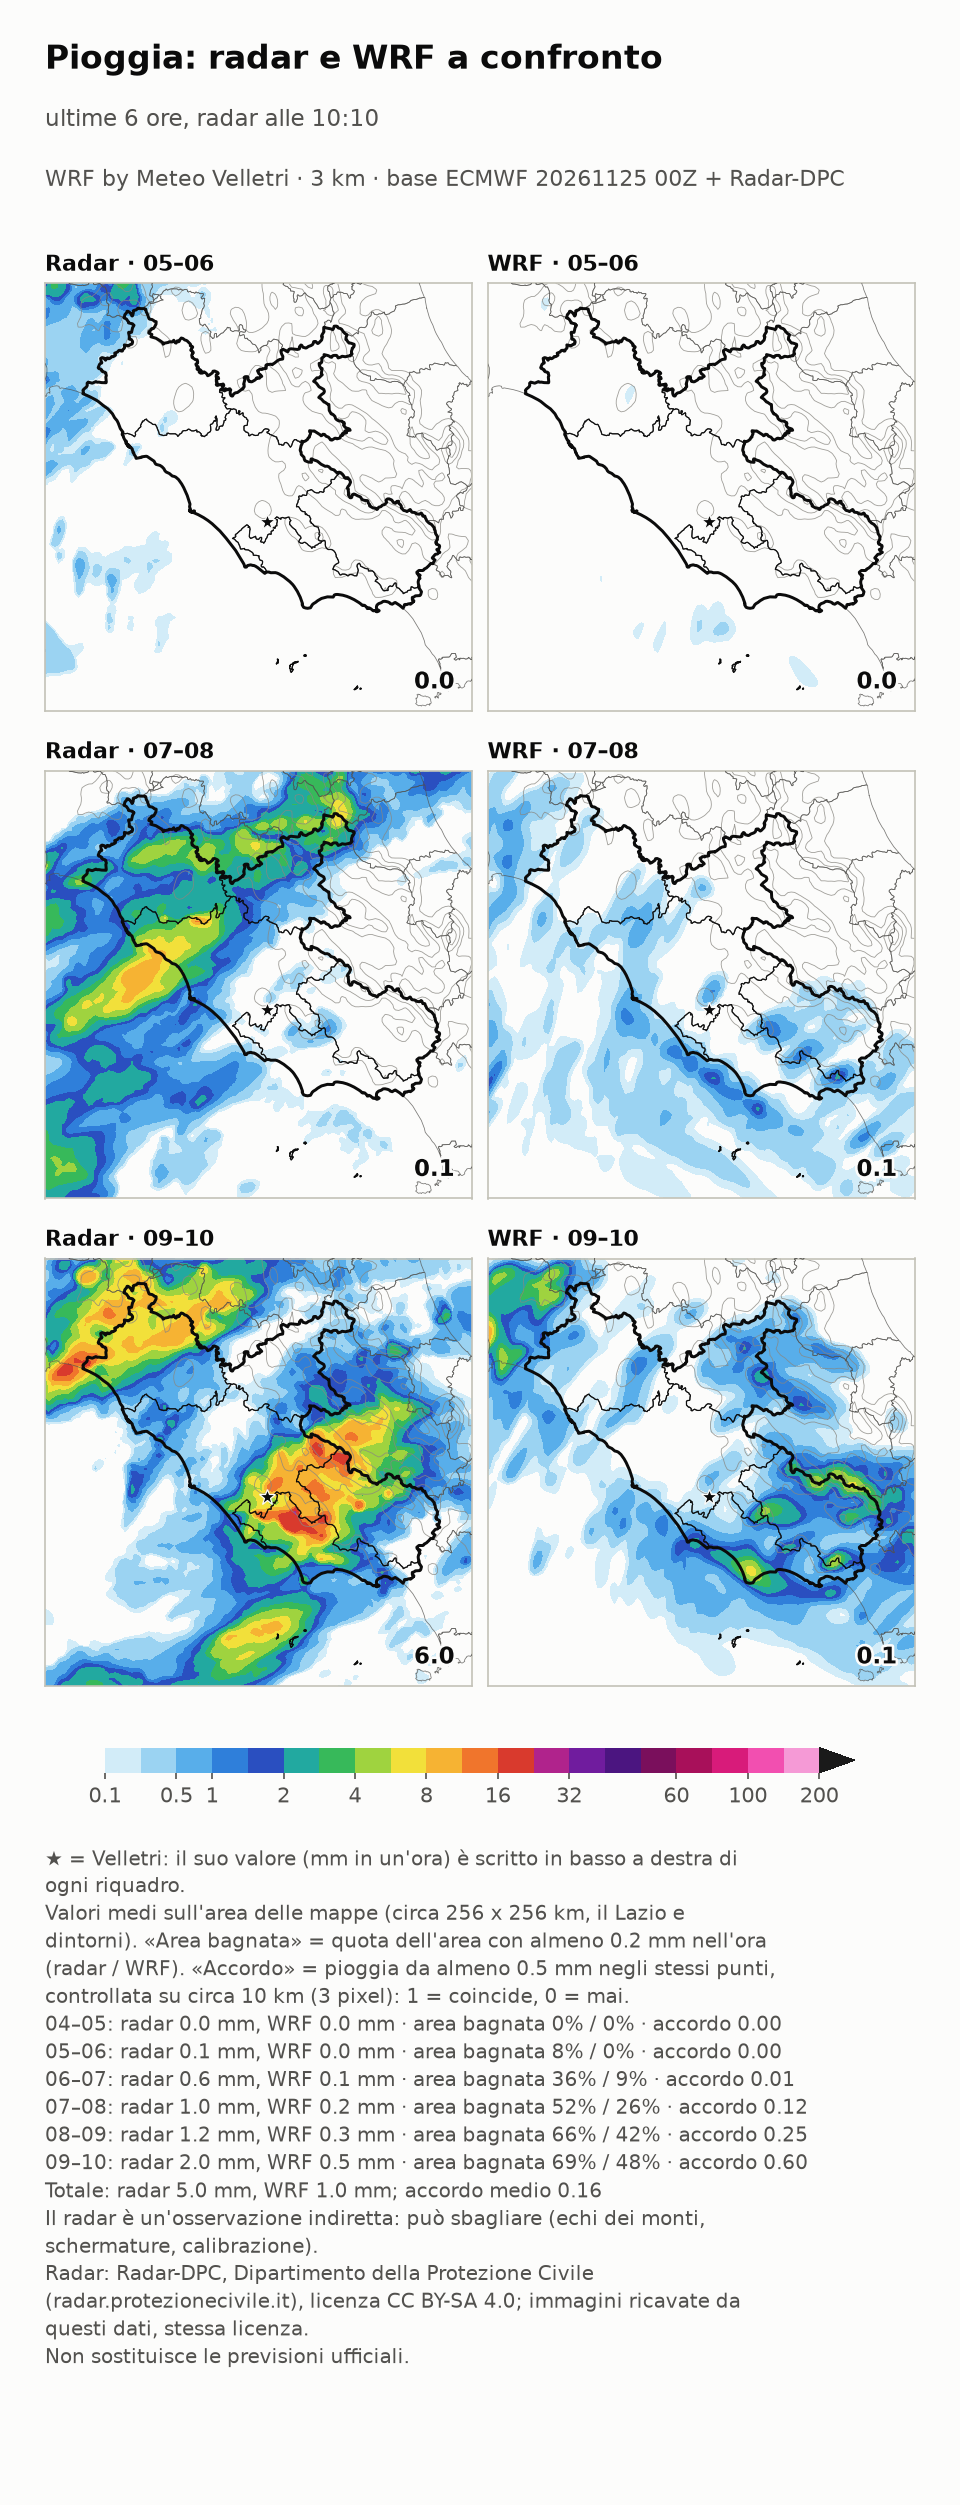 Pioggia: radar e WRF a confronto
ultime 6 ore, radar alle 10:10
WRF by Meteo Velletri · 3 km · base ECMWF 20261125 00Z + Radar-DPC
Radar · 05–06
WRF · 05–06
0.0
0.0
Radar · 07–08
WRF · 07–08
0.1
0.1
Radar · 09–10
WRF · 09–10
6.0
0.1
0.1 0.5 1 2 4 8 16 32 60 100 200
★ = Velletri: il suo valore (mm in un'ora) è scritto in basso a destra di
ogni riquadro.
Valori medi sull'area delle mappe (circa 256 x 256 km, il Lazio e
dintorni). «Area bagnata» = quota dell'area con almeno 0.2 mm nell'ora
(radar / WRF). «Accordo» = pioggia da almeno 0.5 mm negli stessi punti,
controllata su circa 10 km (3 pixel): 1 = coincide, 0 = mai.
04–05: radar 0.0 mm, WRF 0.0 mm · area bagnata 0% / 0% · accordo 0.00
05–06: radar 0.1 mm, WRF 0.0 mm · area bagnata 8% / 0% · accordo 0.00
06–07: radar 0.6 mm, WRF 0.1 mm · area bagnata 36% / 9% · accordo 0.01
07–08: radar 1.0 mm, WRF 0.2 mm · area bagnata 52% / 26% · accordo 0.12
08–09: radar 1.2 mm, WRF 0.3 mm · area bagnata 66% / 42% · accordo 0.25
09–10: radar 2.0 mm, WRF 0.5 mm · area bagnata 69% / 48% · accordo 0.60
Totale: radar 5.0 mm, WRF 1.0 mm; accordo medio 0.16
Il radar è un'osservazione indiretta: può sbagliare (echi dei monti,
schermature, calibrazione).
Radar: Radar-DPC, Dipartimento della Protezione Civile
(radar.protezionecivile.it), licenza CC BY-SA 4.0; immagini ricavate da
questi dati, stessa licenza.
Non sostituisce le previsioni ufficiali.